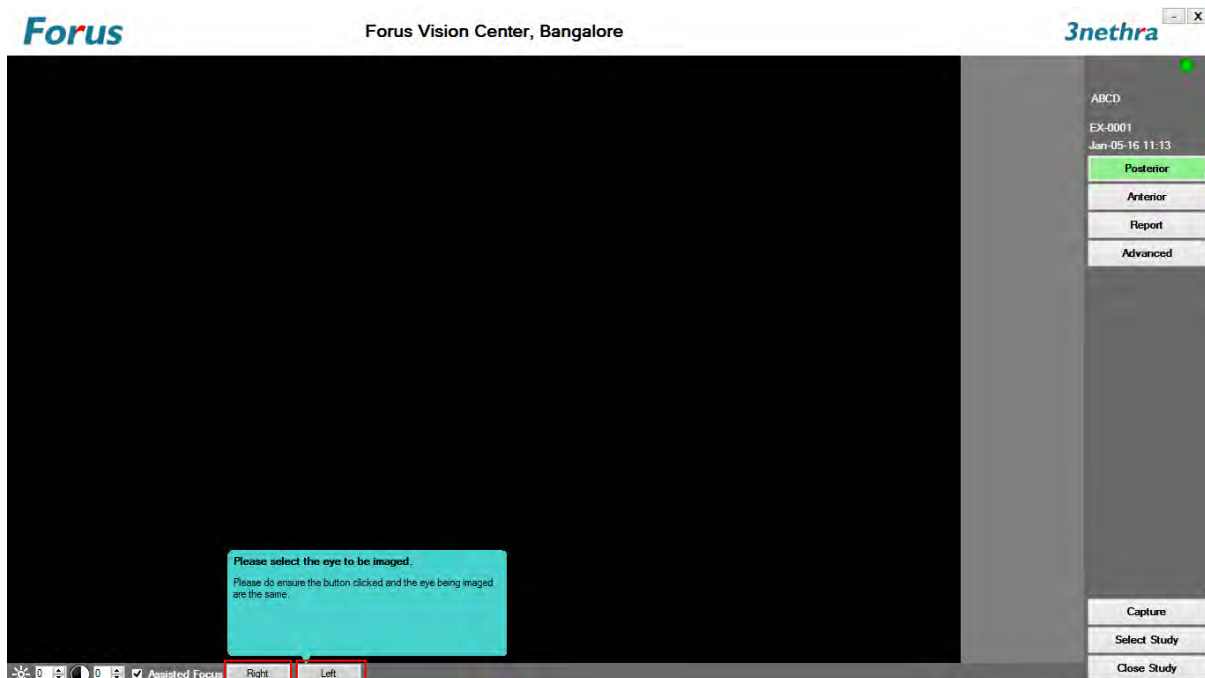 Forus
Forus Vision Center, Bangalore
3nethra
- X
ABCD
EX-0001
Jan-05-16 11:13
Posterior
Anterior
Report
Advanced
Please select the eye to be imaged.
Please do ensure the button clicked and the eye being imaged
are the same.
Capture
Select Study
Close Study
0 0 Assisted Focus Right Left